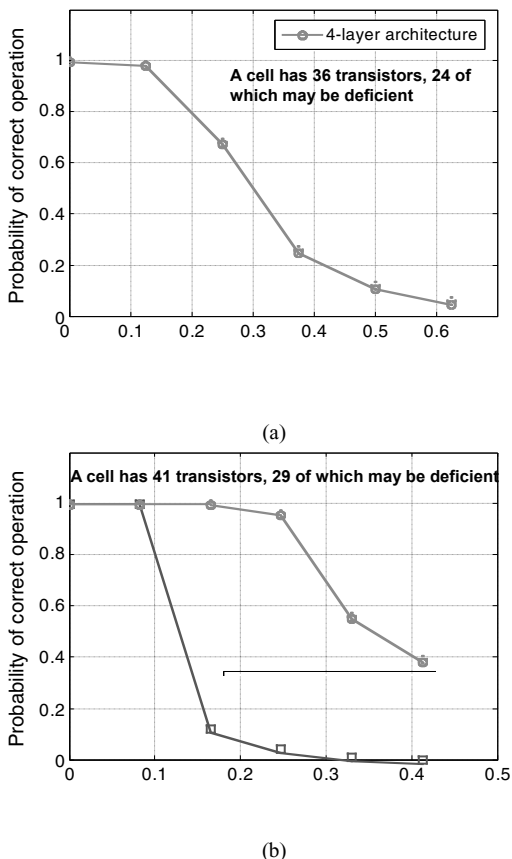 4-layer architecture
A cell has 36 transistors, 24 of
which may be deficient
Probability of correct operation
1
0.8
0.6
0.4
0.2
0
0 0.1 0.2 0.3 0.4 0.5 0.6
(a)
A cell has 41 transistors, 29 of which may be deficient
Probability of correct operation
1
0.8
0.6
0.4
0.2
0
0 0.1 0.2 0.3 0.4 0.5
(b)